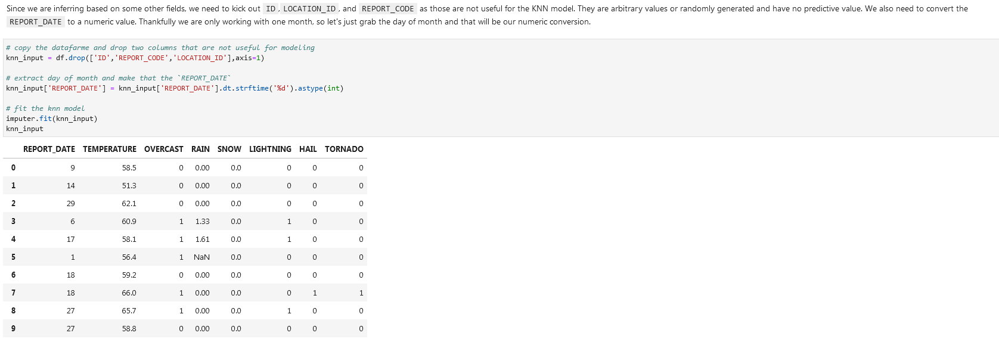 Since we are inferring based on some other fields, we need to kick out ID, LOCATION_ID, and REPORT_CODE as those are not useful for the KNN model. They are arbitrary values or randomly generated and have no predictive value. We also need to convert the
REPORT_DATE to a numeric value. Thankfully we are only working with one month, so let's just grab the day of month and that will be our numeric conversion.
# copy the datafarme and drop two columns that are not useful for modeling
knn_input = df.drop(['ID','REPORT_CODE','LOCATION_ID'],axis=1)
# extract day of month and make that the `REPORT_DATE`
knn_input['REPORT_DATE'] = knn_input['REPORT_DATE'].dt.strftime('%d').astype(int)
# fit the knn model
imputer.fit(knn_input)
knn_input
REPORT_DATE TEMPERATURE OVERCAST RAIN SNOW LIGHTNING HAIL TORNADO
0 9 58.5 0 0.00 0.0 0 0 0
1 14 51.3 0 0.00 0.0 0 0 0
2 29 62.1 0 0.00 0.0 0 0 0
3 6 60.9 1 1.33 0.0 1 0 0
4 17 58.1 1 1.61 0.0 1 0 0
5 1 56.4 1 NaN 0.0 0 0 0
6 18 59.2 0 0.00 0.0 0 0 0
7 18 66.0 1 0.00 0.0 0 1 1
8 27 65.7 1 0.00 0.0 1 0 0
9 27 58.8 0 0.00 0.0 0 0 0